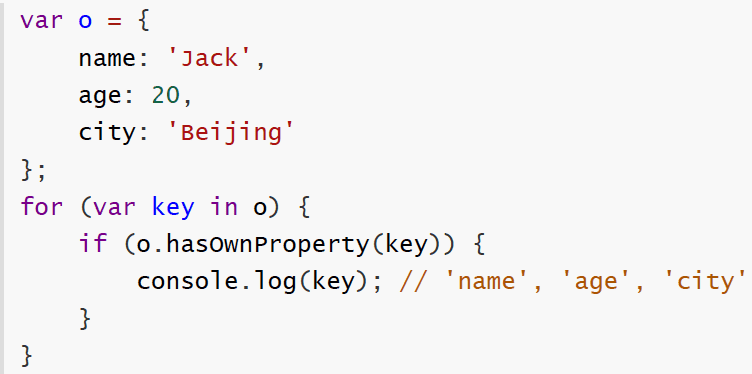 var o = {
    name: 'Jack',
    age: 20,
    city: 'Beijing'
};
for (var key in o) {
    if (o.hasOwnProperty(key)) {
        console.log(key); // 'name', 'age', 'city'
    }
}